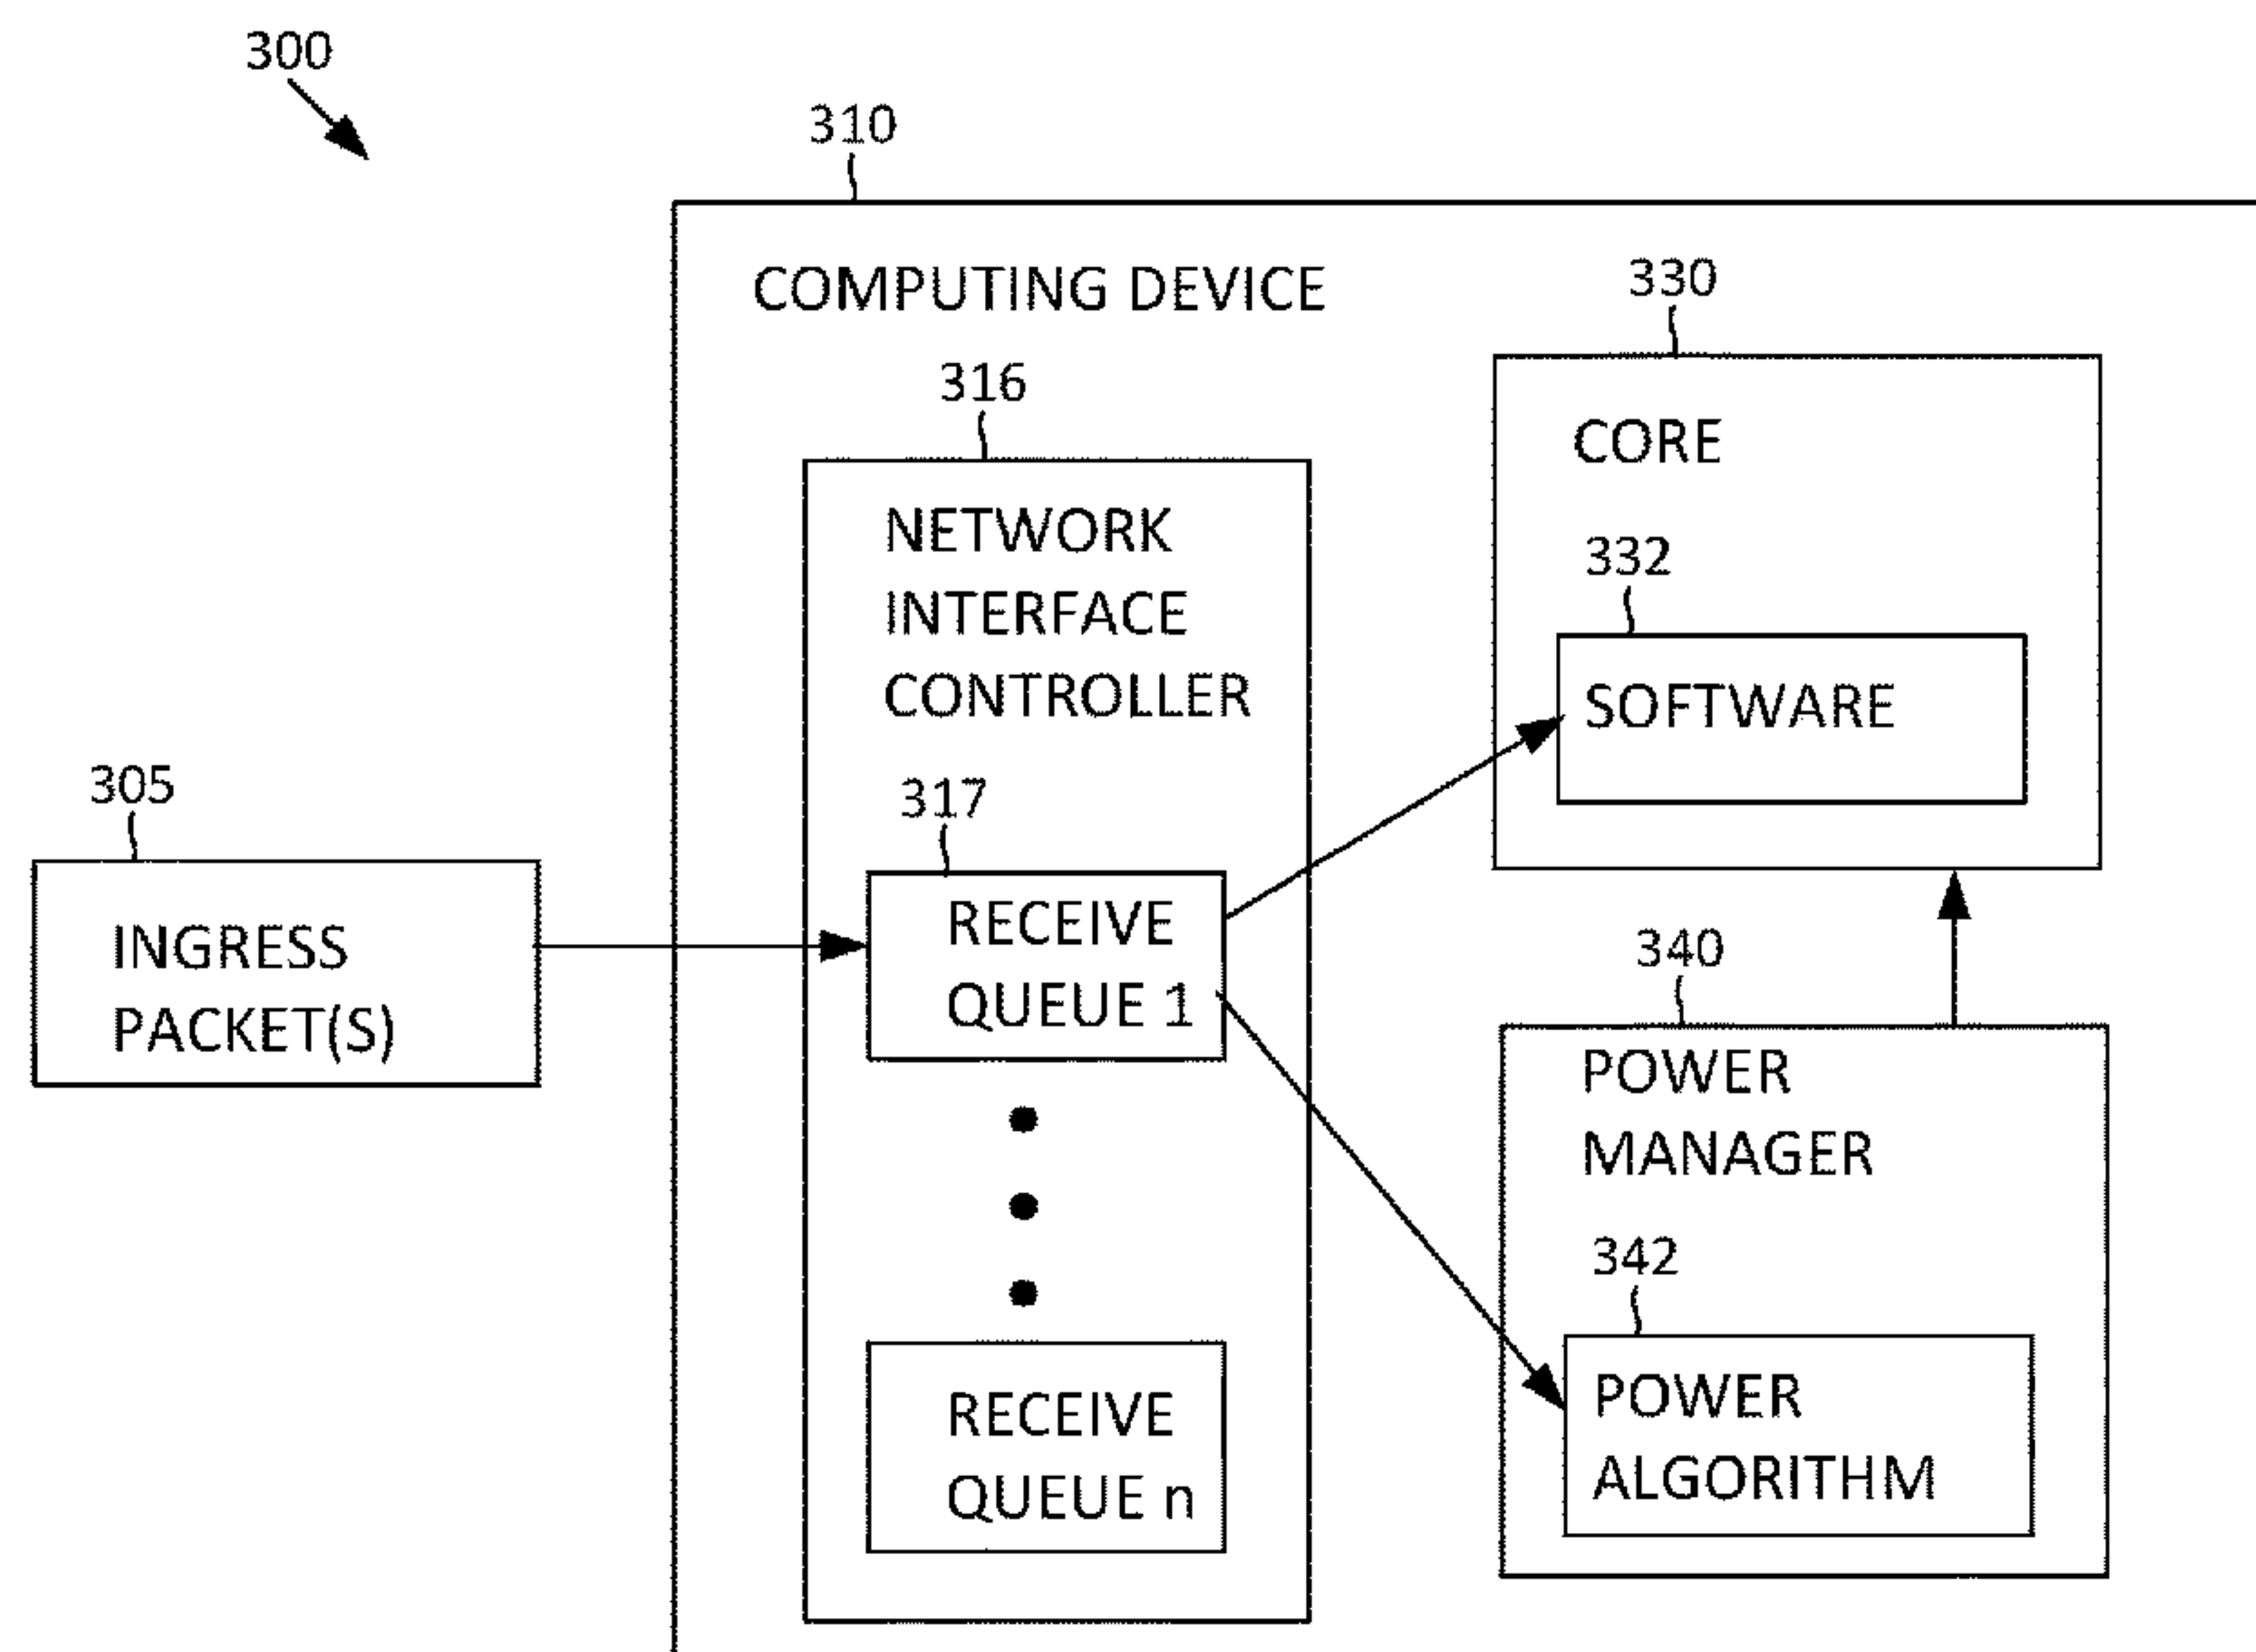 300
310
COMPUTING DEVICE
330
316
CORE
NETWORK
INTERFACE
CONTROLLER
332
SOFTWARE
305
317
INGRESS
PACKET(S)
RECEIVE
QUEUE 1
340
POWER
MANAGER
342
POWER
ALGORITHM
RECEIVE
QUEUE n